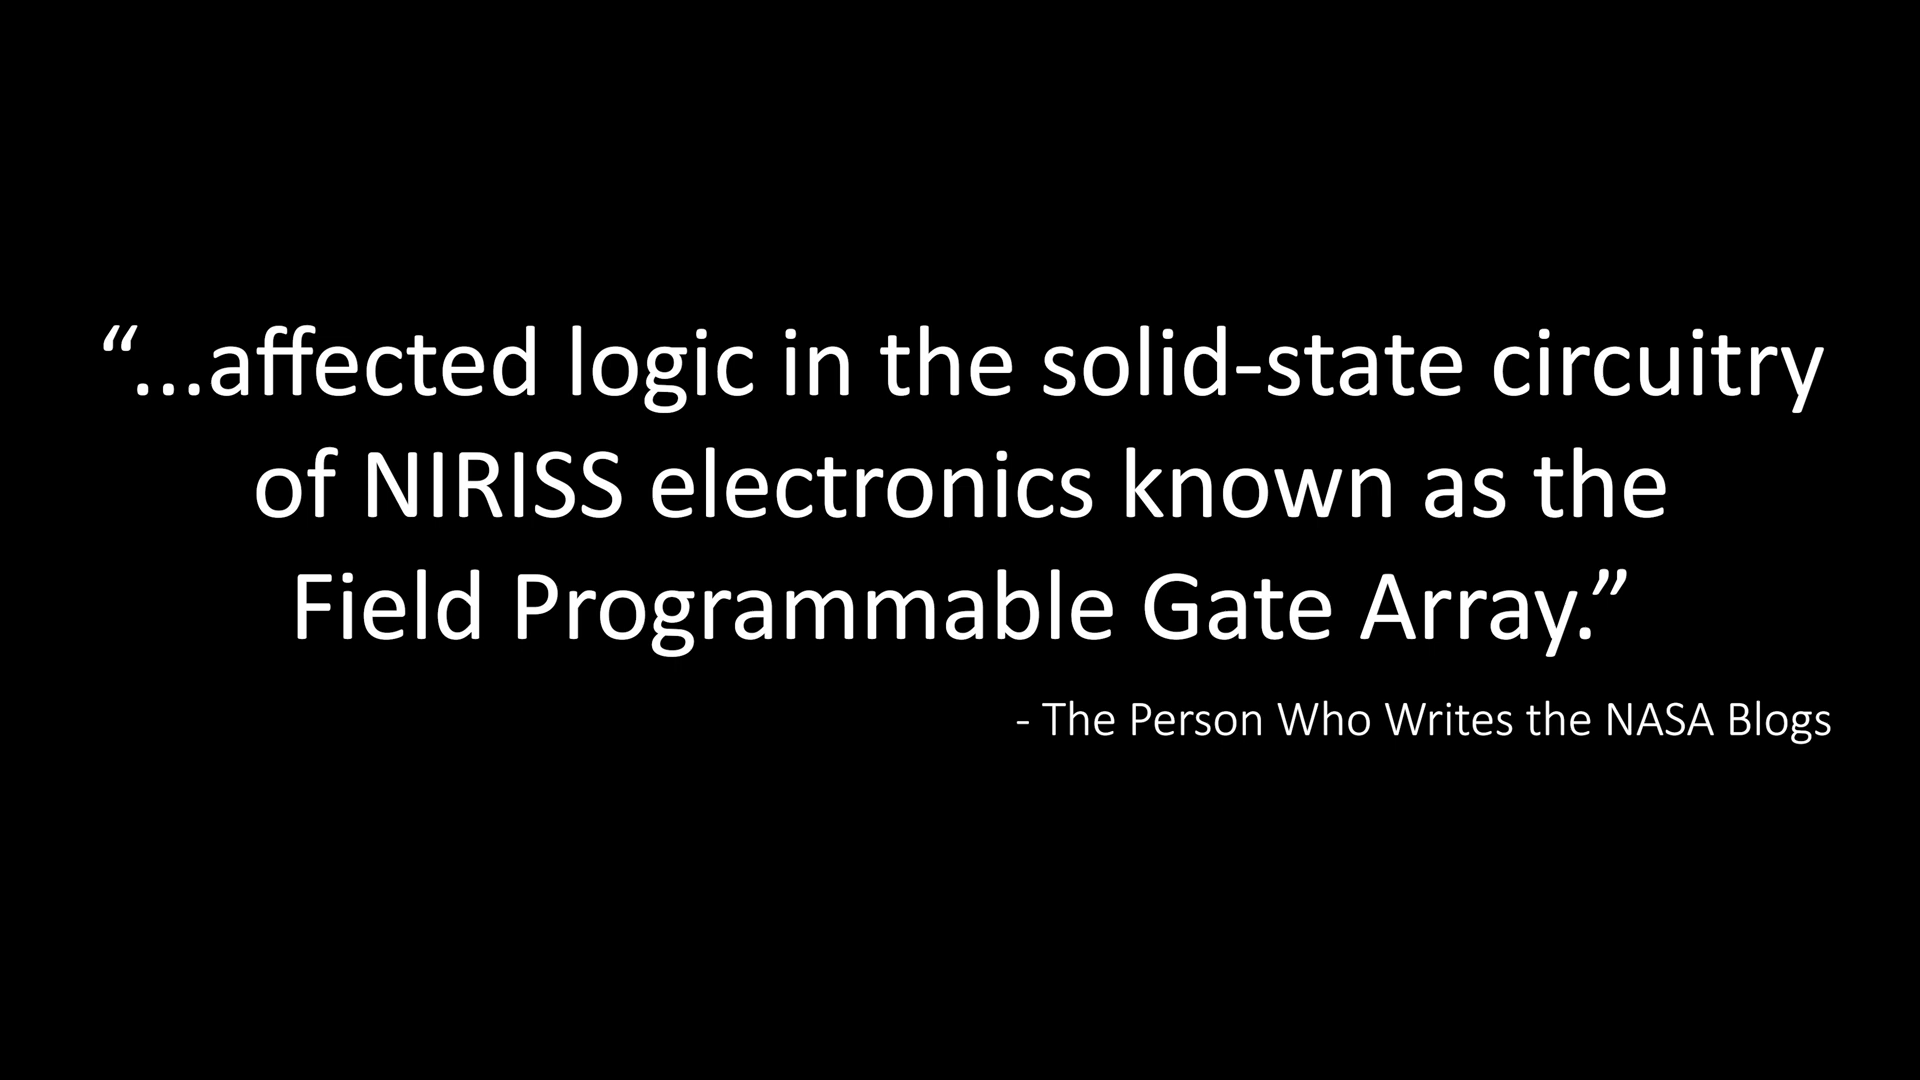 “...affected logic in the solid-state circuitry
of NIRISS electronics known as the
Field Programmable Gate Array.”
- The Person Who Writes the NASA Blogs